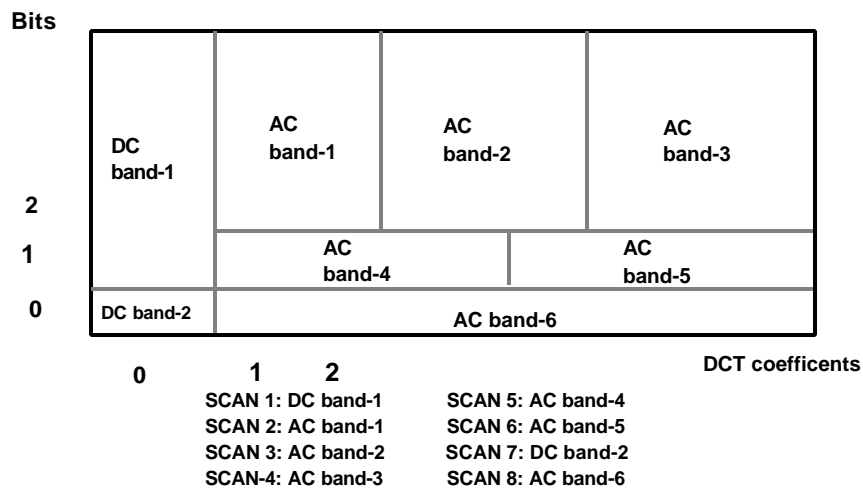 Bits
DC
band-1
AC
band-1
AC
band-2
AC
band-3
2
1
AC
band-4
AC
band-5
0
DC band-2
AC band-6
0
1
2
DCT coefficents
SCAN 1: DC band-1
SCAN 2: AC band-1
SCAN 3: AC band-2
SCAN-4: AC band-3
SCAN 5: AC band-4
SCAN 6: AC band-5
SCAN 7: DC band-2
SCAN 8: AC band-6